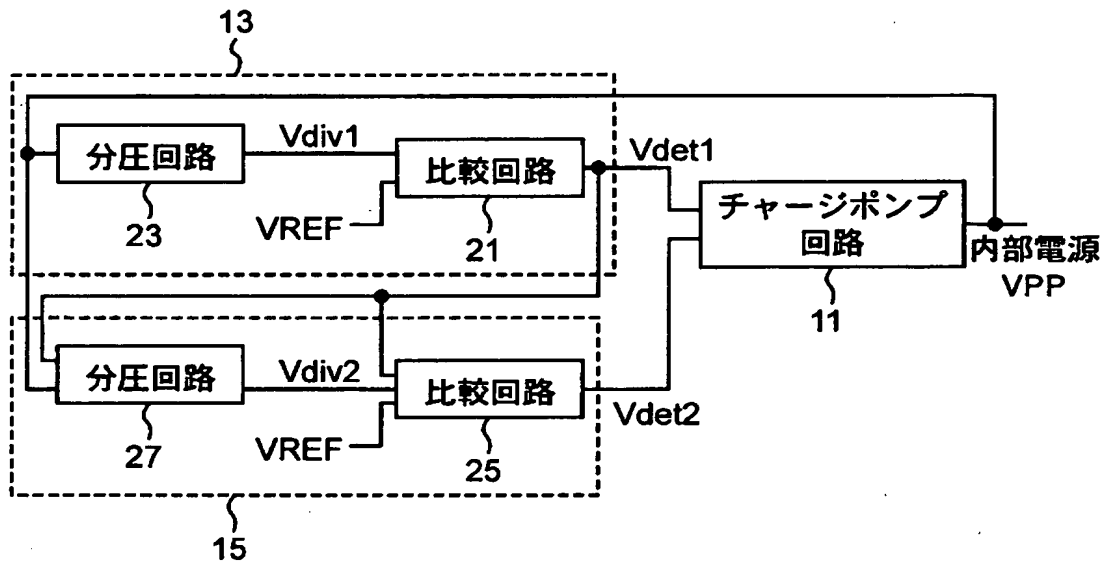 13
分圧回路
23
Vdiv1
VREF
比較回路
21
Vdet1
チャージポンプ
回路
11
内部電源
VPP
分圧回路
27
Vdiv2
VREF
比較回路
25
Vdet2
15